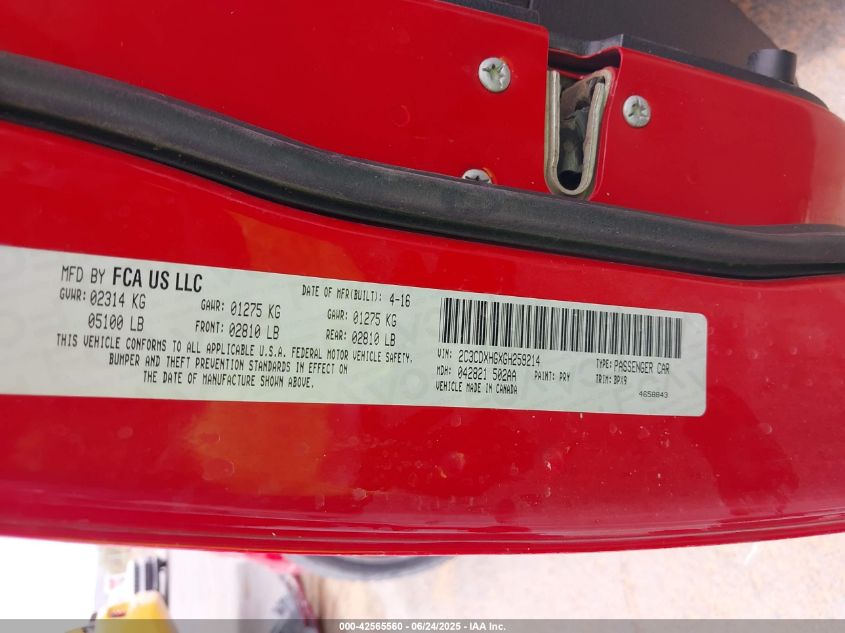 MFD BY FCA US LLC
DATE OF MFR(BUILT): 4-16
GVWR: 02314 KG GAWR: 01275 KG GAWR: 01275 KG
05100 LB FRONT: 02810 LB REAR: 02810 LB
THIS VEHICLE CONFORMS TO ALL APPLICABLE U.S.A. FEDERAL MOTOR VEHICLE SAFETY,
BUMPER AND THEFT PREVENTION STANDARDS IN EFFECT ON
THE DATE OF MANUFACTURE SHOWN ABOVE.
VIN: 2C3CDXHGXGH259214 TYPE: PASSENGER CAR
MDH: 042821 502AA PAINT: PRY TRIM: BPX9
VEHICLE MADE IN CANADA 4658843
000-42565560 - 06/24/2025 - IAA Inc.